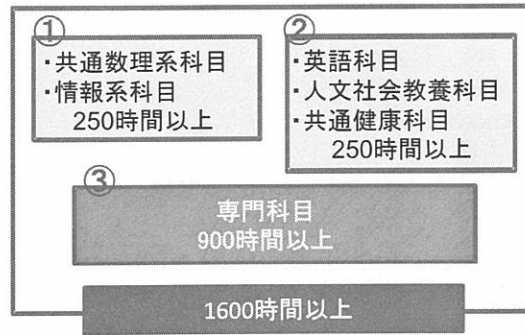 ①
・共通数理系科目
・情報系科目
250時間以上
②
・英語科目
・人文社会教養科目
・共通健康科目
250時間以上
③
専門科目
900時間以上
1600時間以上